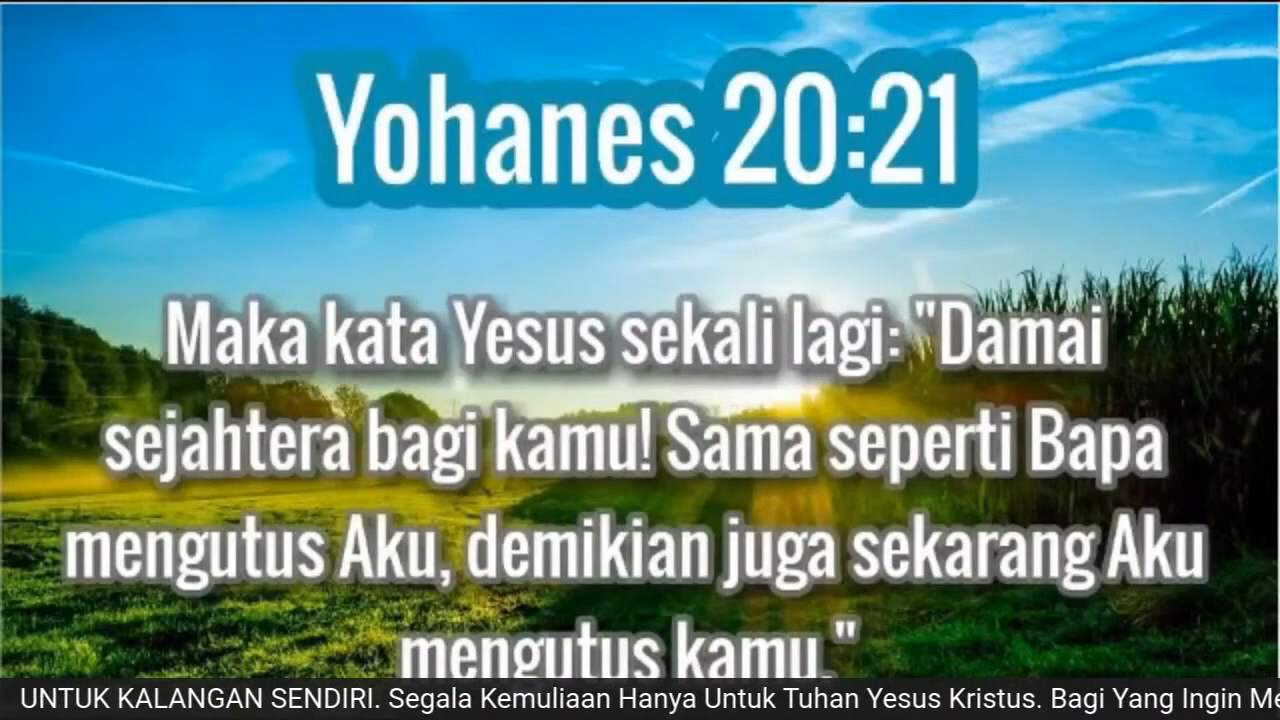 Yohanes 20:21
Maka kata Yesus sekali lagi: "Damai
sejahtera bagi kamu! Sama seperti Bapa
mengutus Aku, demikian juga sekarang Aku
mengutus kamu."
UNTUK KALANGAN SENDIRI. Segala Kemuliaan Hanya Untuk Tuhan Yesus Kristus. Bagi Yang Ingin